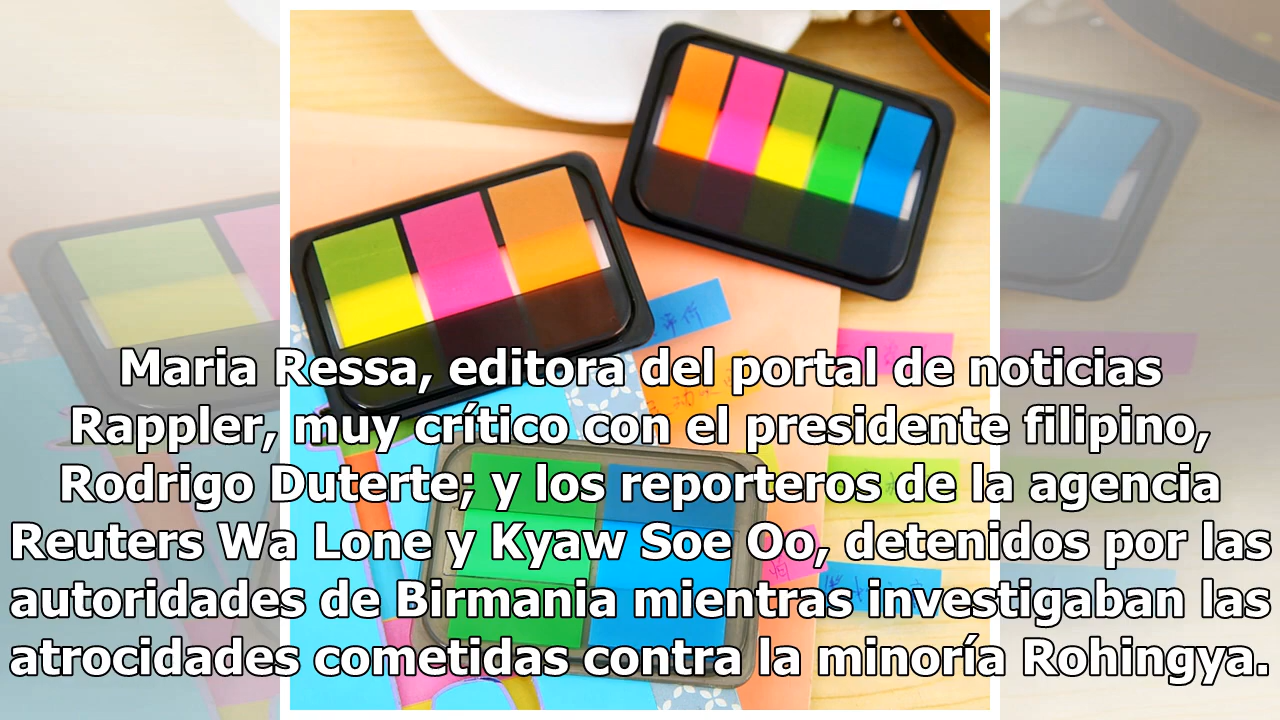 Maria Ressa, editora del portal de noticias
Rappler, muy crítico con el presidente filipino,
Rodrigo Duterte; y los reporteros de la agencia
Reuters Wa Lone y Kyaw Soe Oo, detenidos por las
autoridades de Birmania mientras investigaban las
atrocidades cometidas contra la minoría Rohingya.